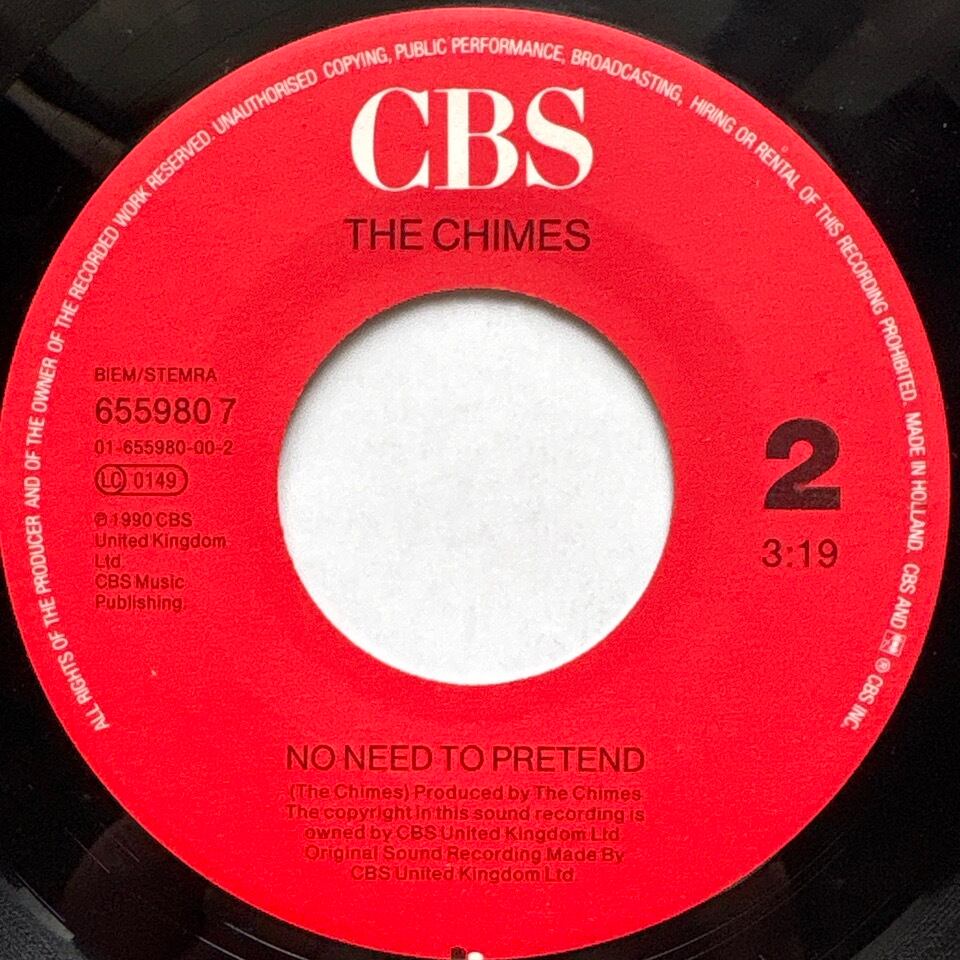 ALL RIGHTS OF THE PRODUCER AND OF THE OWNER OF THE RECORDED WORK RESERVED. UNAUTHORISED COPYING, PUBLIC PERFORMANCE, BROADCASTING, HIRING OR RENTAL OF THIS RECORDING PROHIBITED. MADE IN HOLLAND. CBS AND ® CBS INC.
CBS
THE CHIMES
BIEM/STEMRA
655980 7
01-655980-00-2
LC 0149
℗ 1990 CBS
United Kingdom
Ltd.
CBS Music
Publishing.
2
3:19
NO NEED TO PRETEND
(The Chimes) Produced by The Chimes
The copyright in this sound recording is
owned by CBS United Kingdom Ltd
Original Sound Recording Made By
CBS United Kingdom Ltd